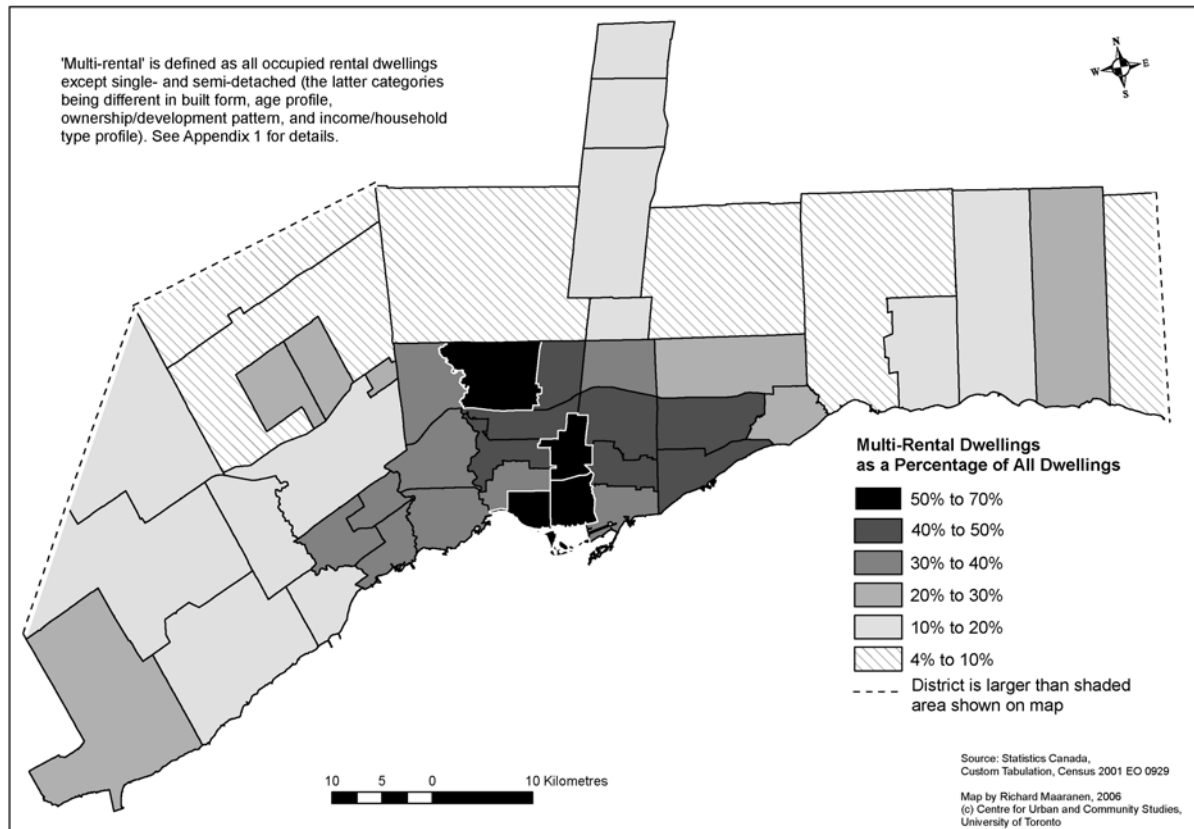 'Multi-rental' is defined as all occupied rental dwellings
except single- and semi-detached (the latter categories
being different in built form, age profile,
ownership/development pattern, and income/household
type profile). See Appendix 1 for details.
N
W E
S
Multi-Rental Dwellings
as a Percentage of All Dwellings
50% to 70%
40% to 50%
30% to 40%
20% to 30%
10% to 20%
4% to 10%
District is larger than shaded
area shown on map
10 5 0 10 Kilometres
Source: Statistics Canada,
Custom Tabulation, Census 2001 EO 0929
Map by Richard Maaranen, 2006
(c) Centre for Urban and Community Studies,
University of Toronto